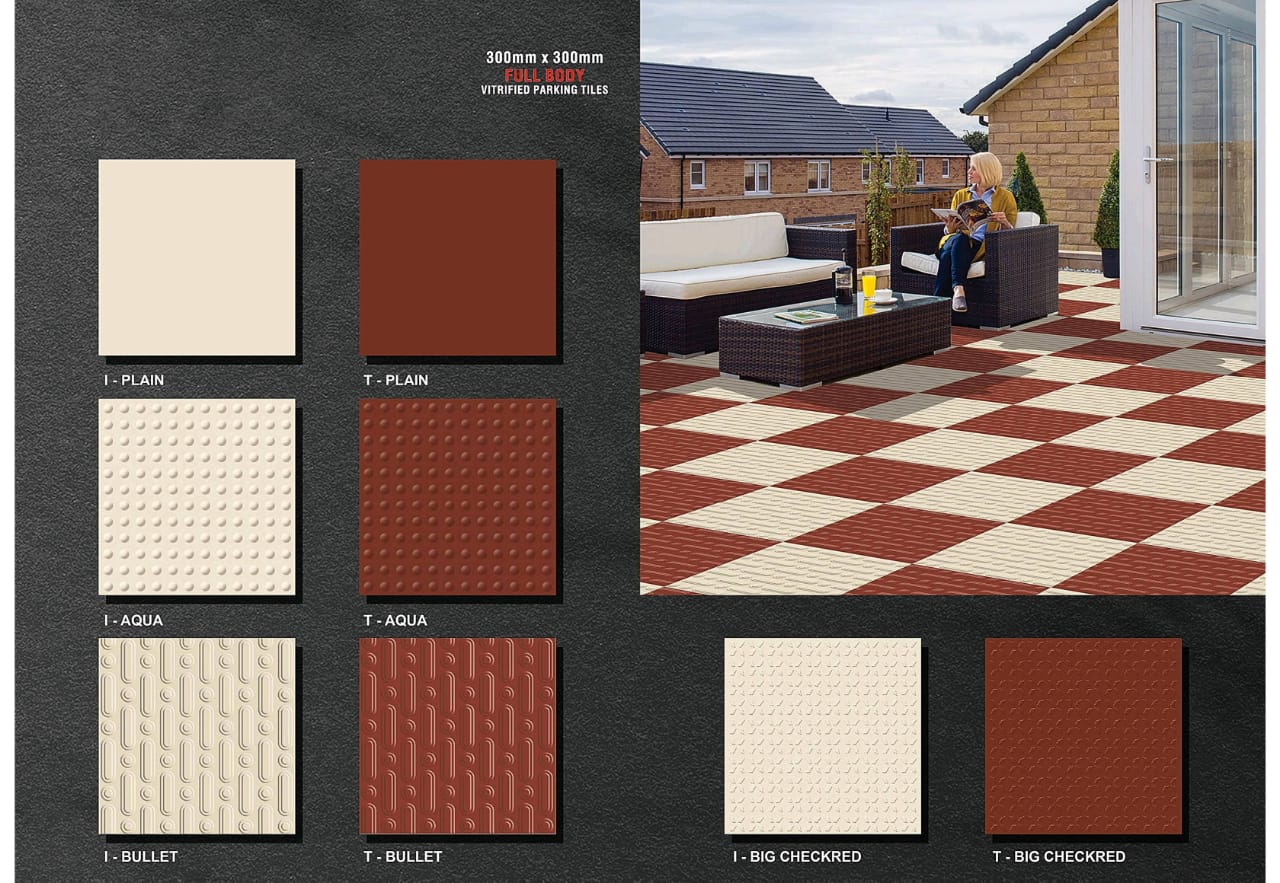 300mm x 300mm
FULL BODY
VITRIFIED PARKING TILES
I - PLAIN
T - PLAIN
I - AQUA
T - AQUA
I - BULLET
T - BULLET
I - BIG CHECKRED
T - BIG CHECKRED